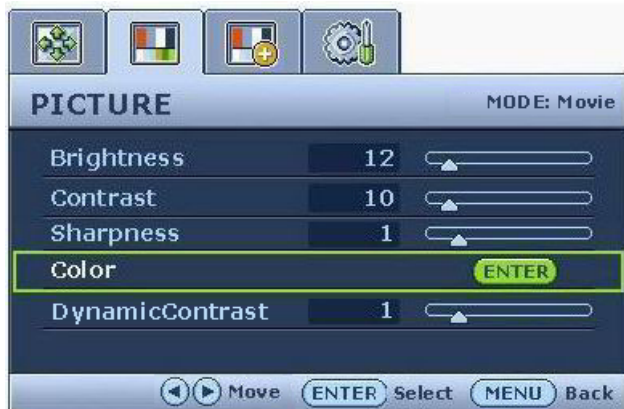 PICTURE MODE: Movie
Brightness 12
Contrast 10
Sharpness 1
Color ENTER
DynamicContrast 1
Move ENTER Select MENU Back